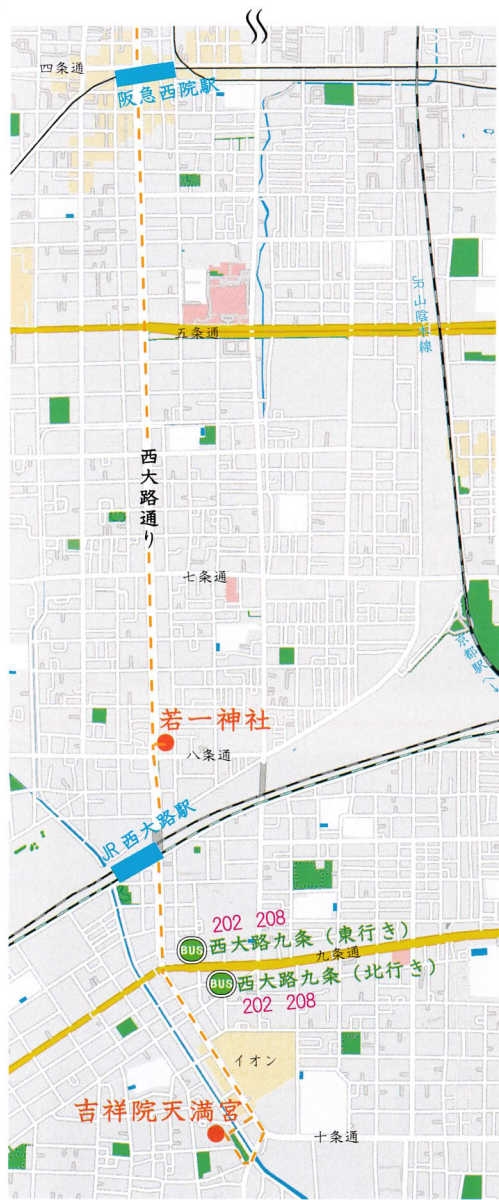 四条通
阪急西院駅
JR山陰本線
五条通
西大路通り
七条通
京都駅へ
若一神社
八条通
JR西大路駅
202 208
BUS 西大路九条（東行き）
九条通
BUS 西大路九条（北行き）
202 208
イオン
吉祥院天満宮
十条通